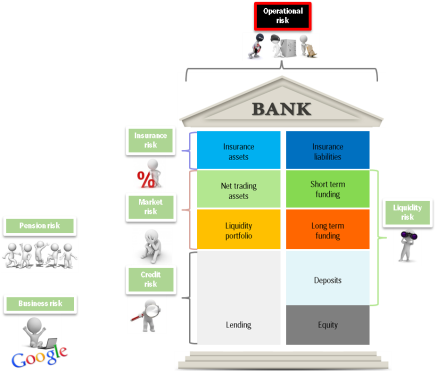 Operational
risk
BANK
Insurance
risk
Insurance
assets
Insurance
liabilities
%
Net trading
assets
Short term
funding
Market
risk
Liquidity
risk
Liquidity
portfolio
Long term
funding
Pension risk
Credit
risk
Deposits
Business risk
Lending
Equity
Google